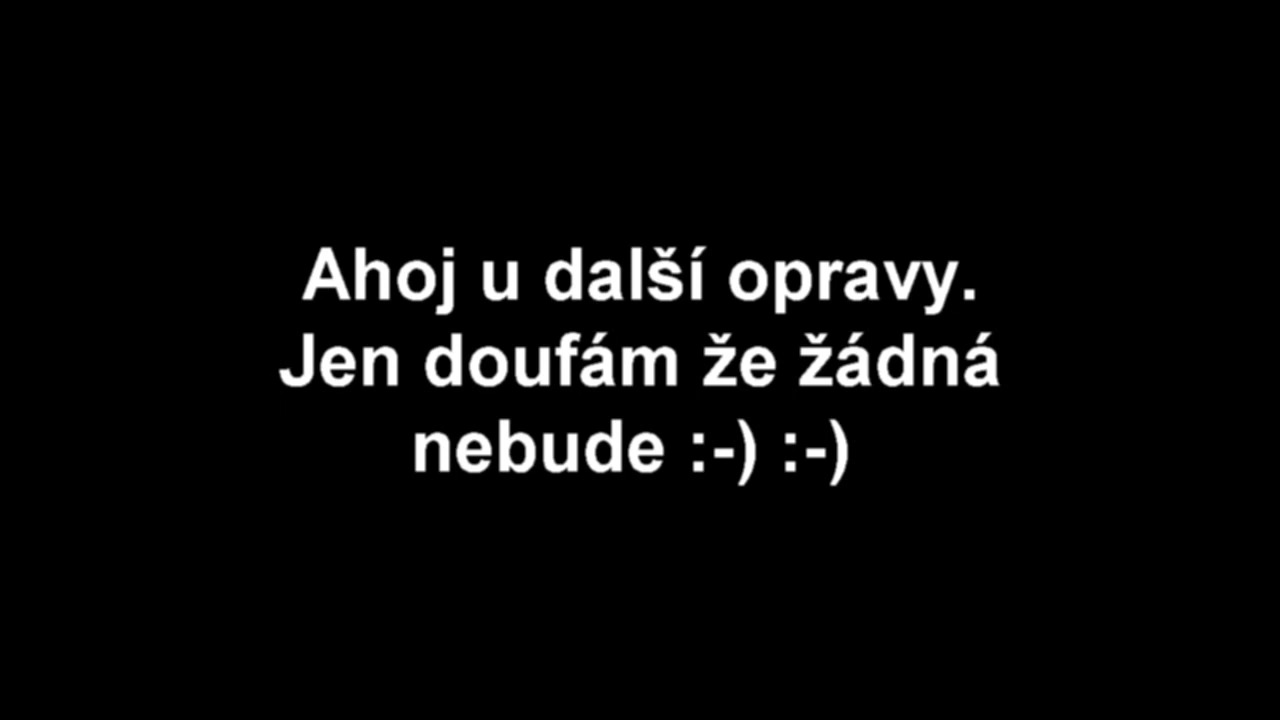 Ahoj u další opravy.
Jen doufám že žádná
nebude :-) :-)